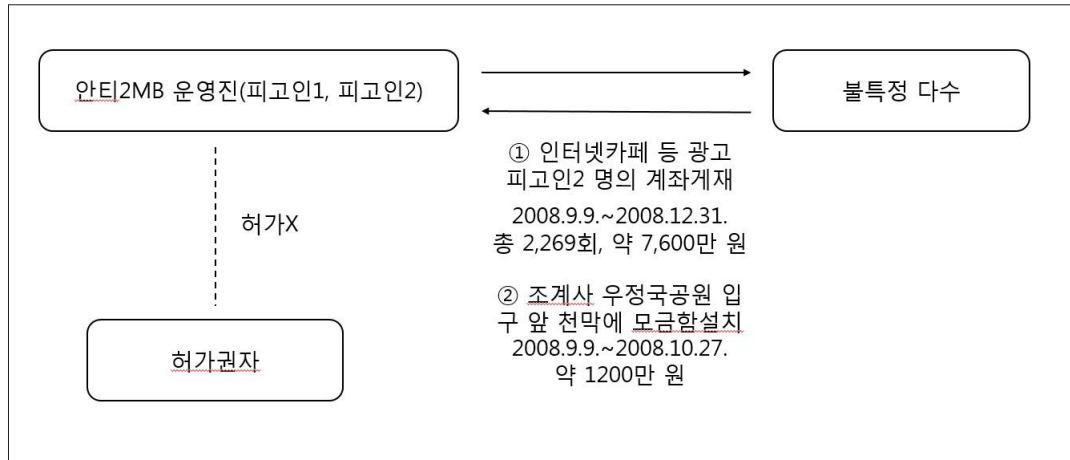 안티2MB 운영진(피고인1, 피고인2)
불특정 다수
① 인터넷카페 등 광고
피고인2 명의 계좌게재
2008.9.9.~2008.12.31.
총 2,269회, 약 7,600만 원
허가X
② 조계사 우정국공원 입
구 앞 천막에 모금함설치
2008.9.9.~2008.10.27.
약 1200만 원
허가권자